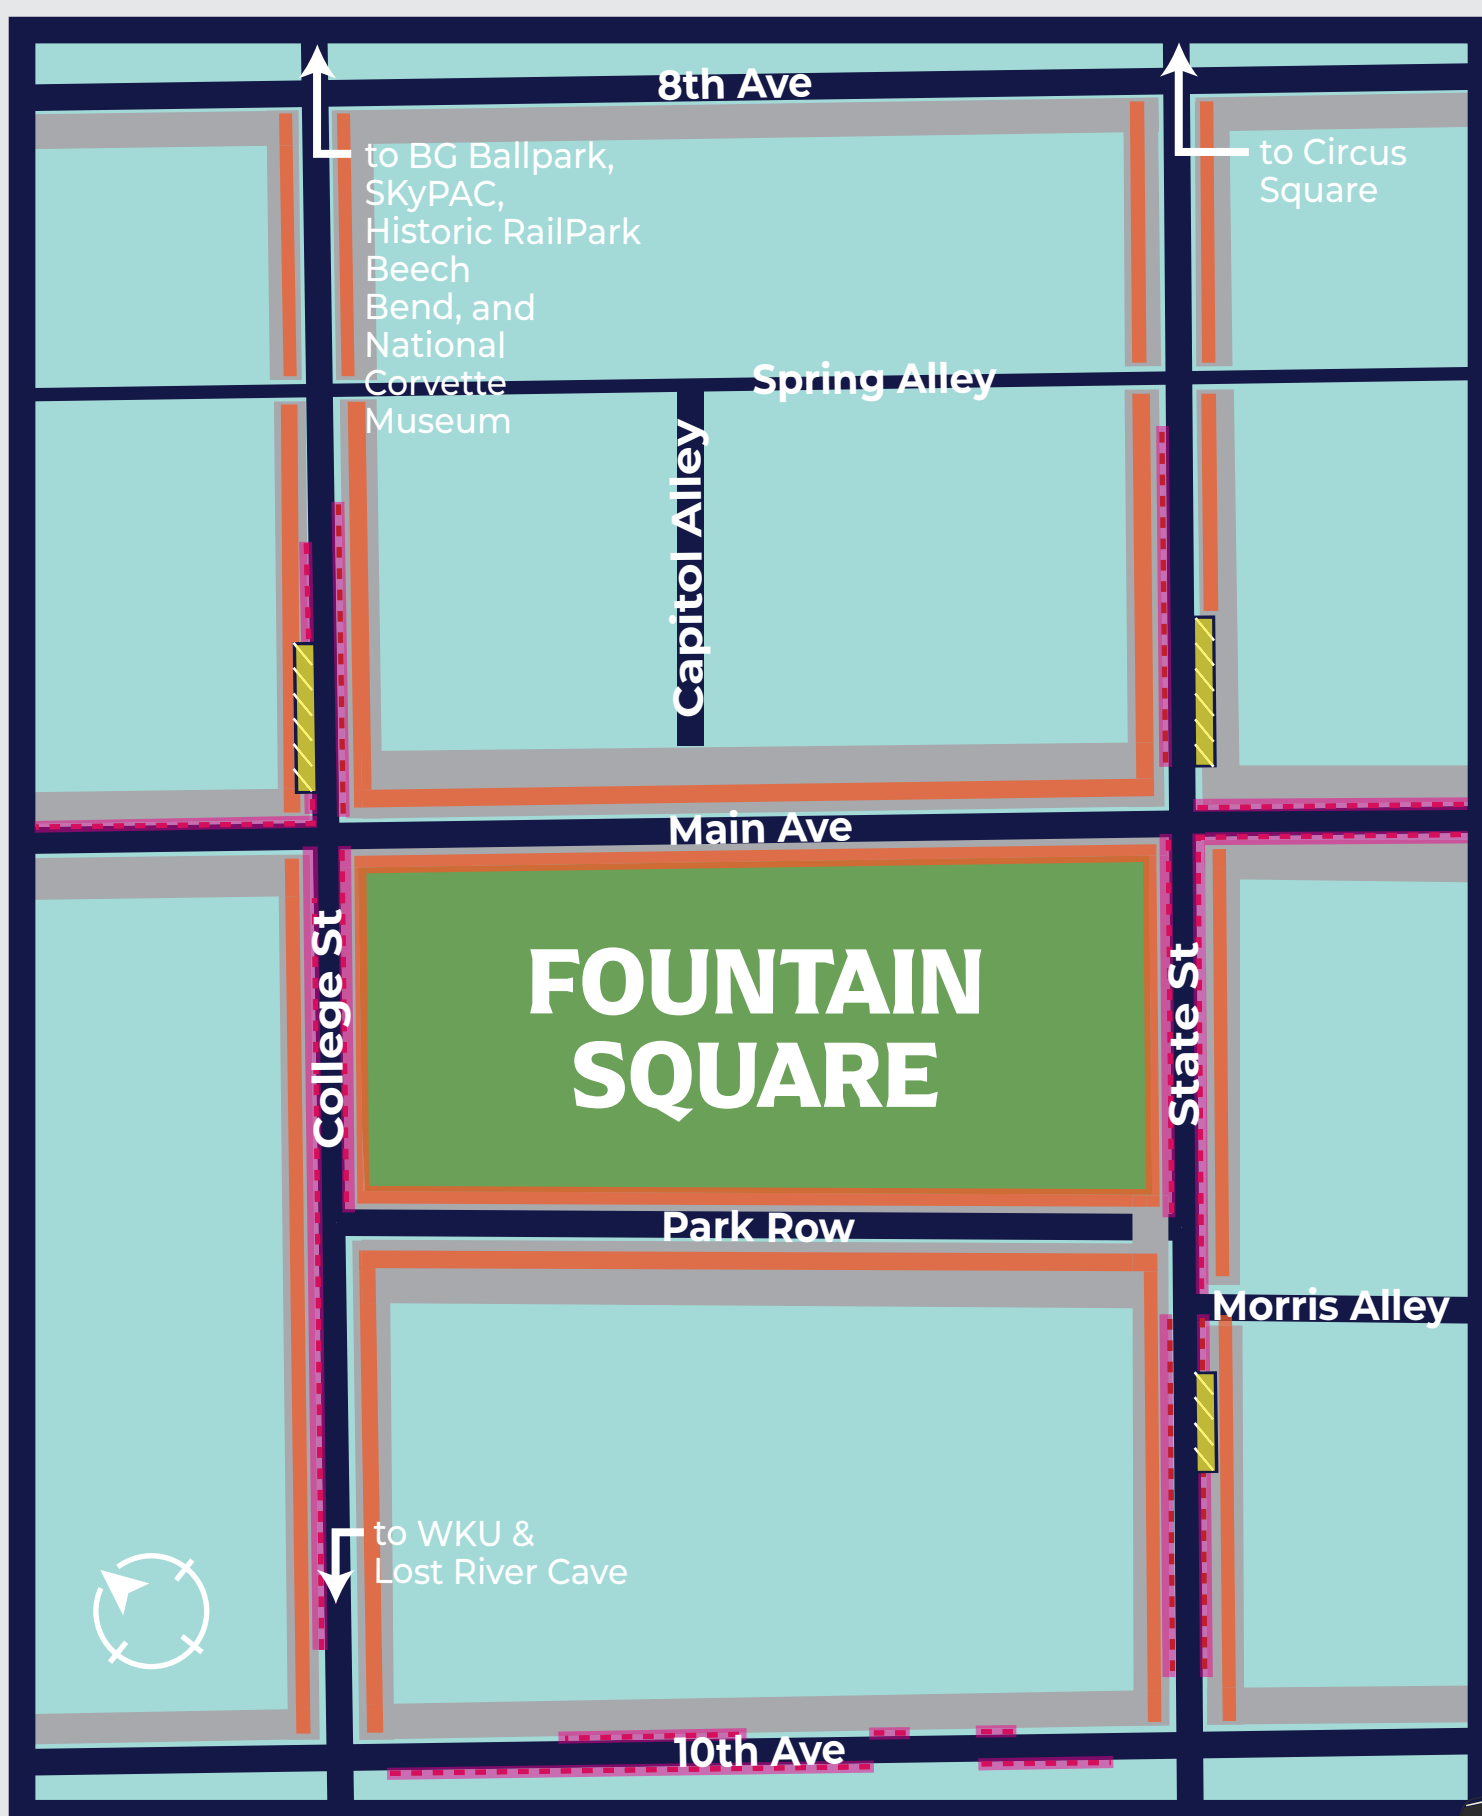 8th Ave
to BG Ballpark,
SKyPAC,
Historic RailPark
Beech
Bend, and
National
Corvette
Museum
to Circus
Square
Spring Alley
Capitol Alley
Main Ave
College St
FOUNTAIN
SQUARE
State St
Park Row
Morris Alley
to WKU &
Lost River Cave
10th Ave